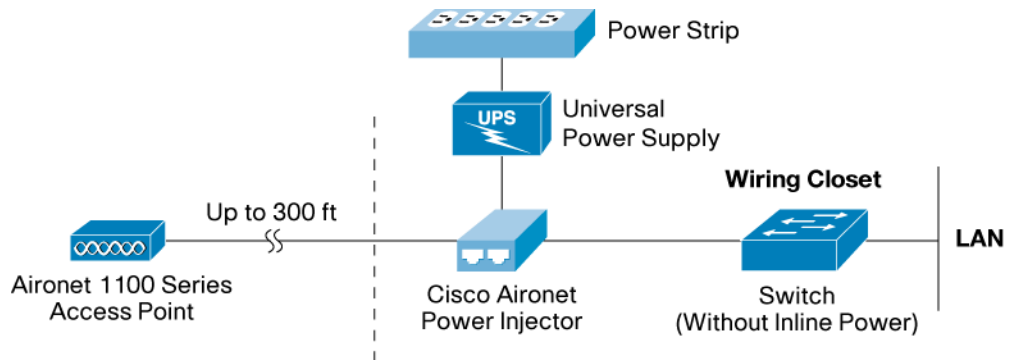 Power Strip
UPS
Universal
Power Supply
Wiring Closet
Up to 300 ft
LAN
Aironet 1100 Series
Access Point
Cisco Aironet
Power Injector
Switch
(Without Inline Power)